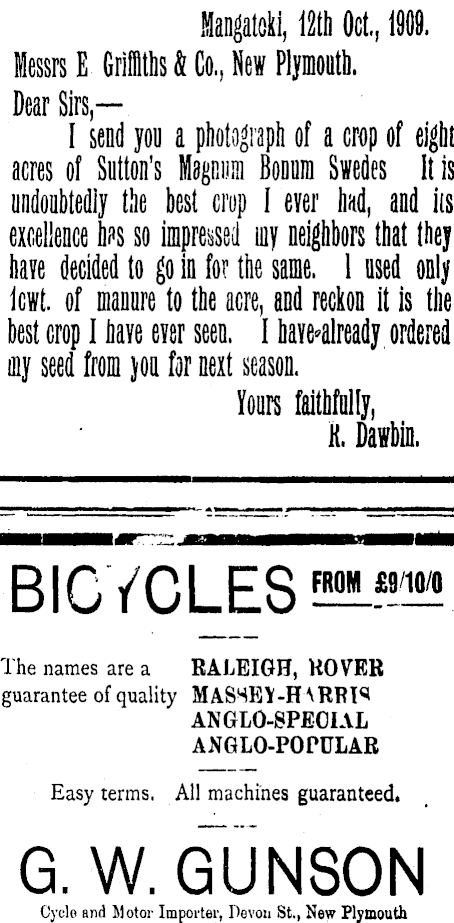 Mangatoki, 12th Oct., 1909.
Messrs E Griffiths & Co., New Plymouth.
Dear Sirs,—
I send you a photograph of a crop of eight
acres of Sutton's Magnum Bonum Swedes It is
undoubtedly the best crop I ever had, and its
excellence has so impressed my neighbors that they
have decided to go in for the same. I used only
1cwt. of manure to the acre, and reckon it is the
best crop I have ever seen. I have already ordered
my seed from you for next season.
Yours faithfully,
R. Dawbin.
BICYCLES FROM £9/10/0
The names are a RALEIGH, ROVER
guarantee of quality MASSEY-HARRIS
ANGLO-SPECIAL
ANGLO-POPULAR
Easy terms. All machines guaranteed.
G. W. GUNSON
Cycle and Motor Importer, Devon St., New Plymouth